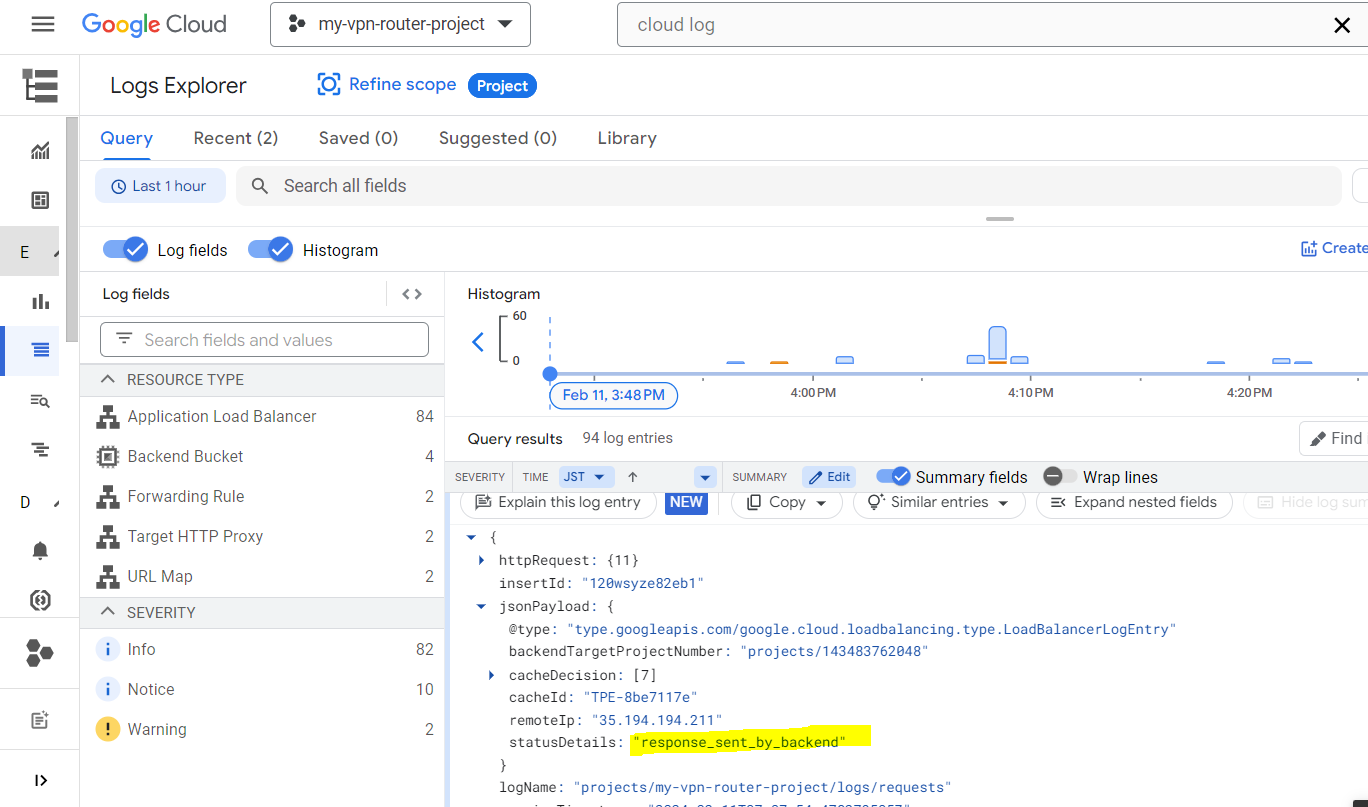 Google Cloud
my-vpn-router-project
cloud log
Logs Explorer
Refine scope
Project
Query
Recent (2)
Saved (0)
Suggested (0)
Library
Last 1 hour
Search all fields
E
Log fields
Histogram
Create
Log fields
Histogram
60
0
Search fields and values
Feb 11, 3:48 PM
4:00 PM
4:10 PM
4:20 PM
RESOURCE TYPE
Application Load Balancer 84
Backend Bucket 4
Forwarding Rule 2
Target HTTP Proxy 2
URL Map 2
SEVERITY
Info 82
Notice 10
Warning 2
D
Query results
94 log entries
Find
SEVERITY
TIME
JST
SUMMARY
Edit
Summary fields
Wrap lines
Explain this log entry
NEW
Copy
Similar entries
Expand nested fields
Hide log sum
{
httpRequest: {11}
insertId: "120wsyze82eb1"
jsonPayload: {
@type: "type.googleapis.com/google.cloud.loadbalancing.type.LoadBalancerLogEntry"
backendTargetProjectNumber: "projects/143483762048"
cacheDecision: [7]
cacheId: "TPE-8be7117e"
remoteIp: "35.194.194.211"
statusDetails: "response_sent_by_backend"
}
logName: "projects/my-vpn-router-project/logs/requests"